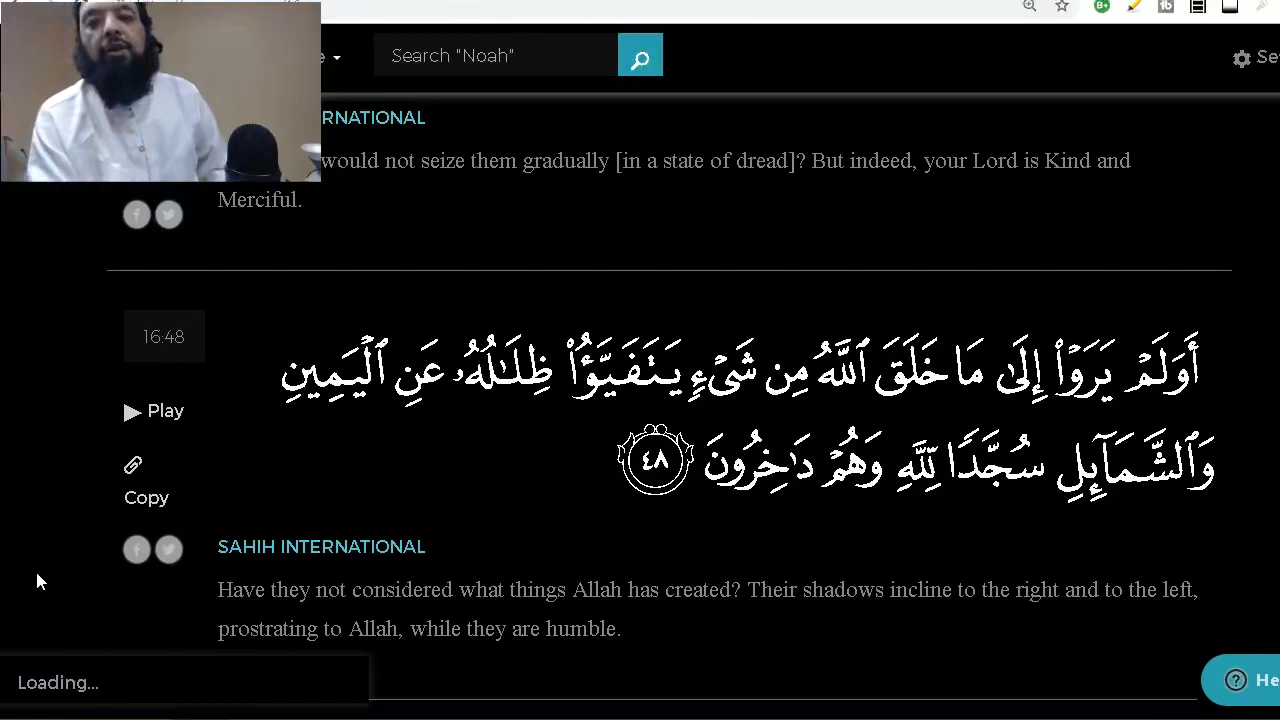 Search "Noah"
RNATIONAL
would not seize them gradually [in a state of dread]? But indeed, your Lord is Kind and
Merciful.
16:48
أَوَلَمْ يَرَوْا۟ إِلَىٰ مَا خَلَقَ ٱللَّهُ مِن شَىْءٍ يَتَفَيَّؤُا۟ ظِلَـٰلُهُۥ عَنِ ٱلْيَمِينِ
وَٱلشَّمَآئِلِ سُجَّدًا لِّلَّهِ وَهُمْ دَٰخِرُونَ ٤٨
Play
Copy
SAHIH INTERNATIONAL
Have they not considered what things Allah has created? Their shadows incline to the right and to the left,
prostrating to Allah, while they are humble.
Loading...